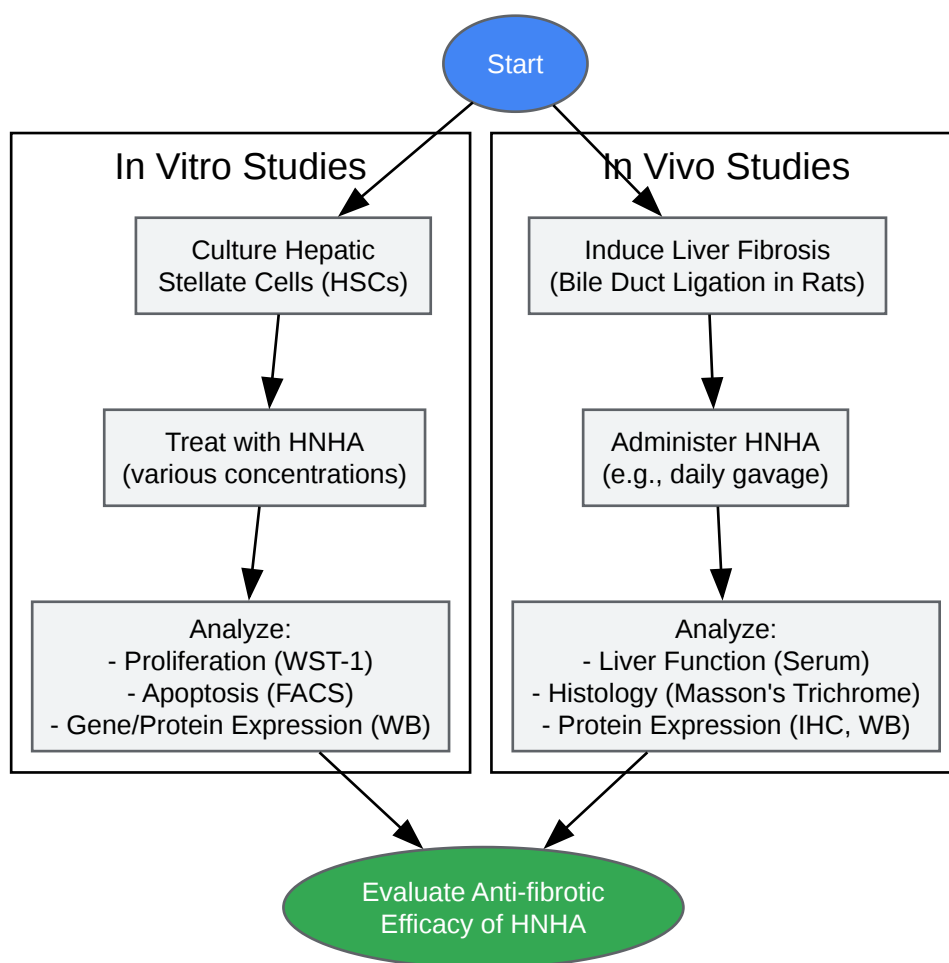 Start
In Vitro Studies
Culture Hepatic
Stellate Cells (HSCs)
Treat with HNHA
(various concentrations)
Analyze:
- Proliferation (WST-1)
- Apoptosis (FACS)
- Gene/Protein Expression (WB)
In Vivo Studies
Induce Liver Fibrosis
(Bile Duct Ligation in Rats)
Administer HNHA
(e.g., daily gavage)
Analyze:
- Liver Function (Serum)
- Histology (Masson's Trichrome)
- Protein Expression (IHC, WB)
Evaluate Anti-fibrotic
Efficacy of HNHA